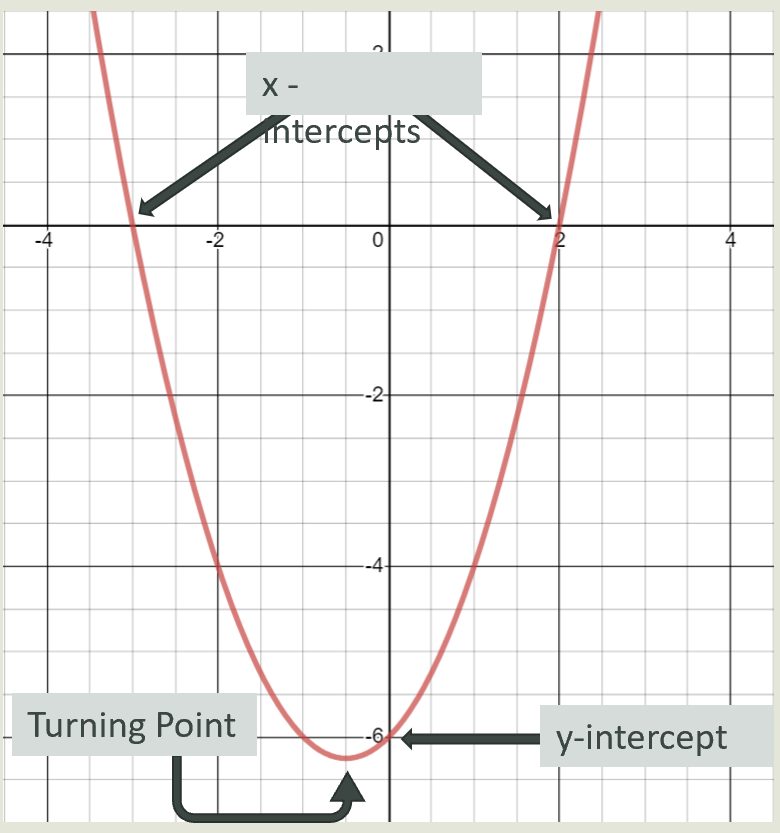 2
x -
intercepts
-4
-2
0
2
4
-2
-4
Turning Point
-6
y-intercept